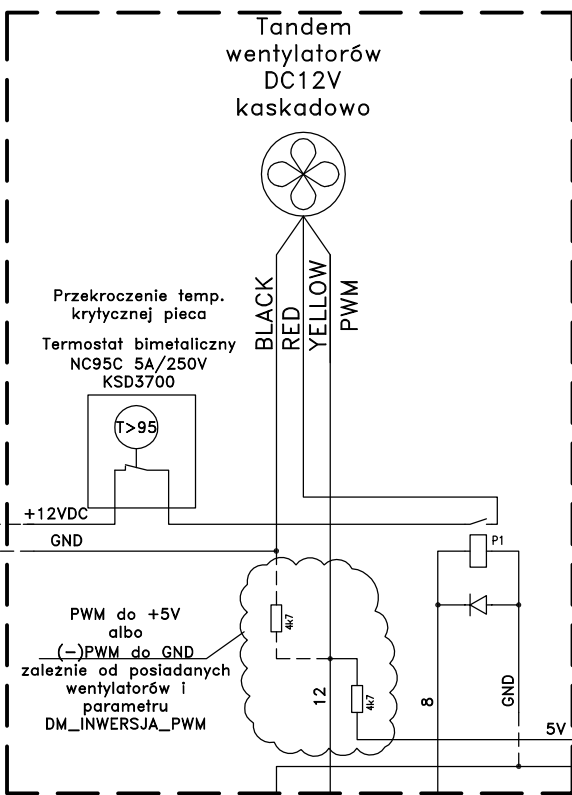 Tandem
wentylatorów
DC12V
kaskadowo
BLACK
RED
YELLOW
PWM
Przekroczenie temp.
krytycznej pieca
Termostat bimetaliczny
NC95C 5A/250V
KSD3700
T>95
+12VDC
GND
P1
4k7
PWM do +5V
albo
(-)PWM do GND
zależnie od posiadanych
wentylatorów i
parametru
DM_INWERSJA_PWM
12
4k7
8
GND
5V